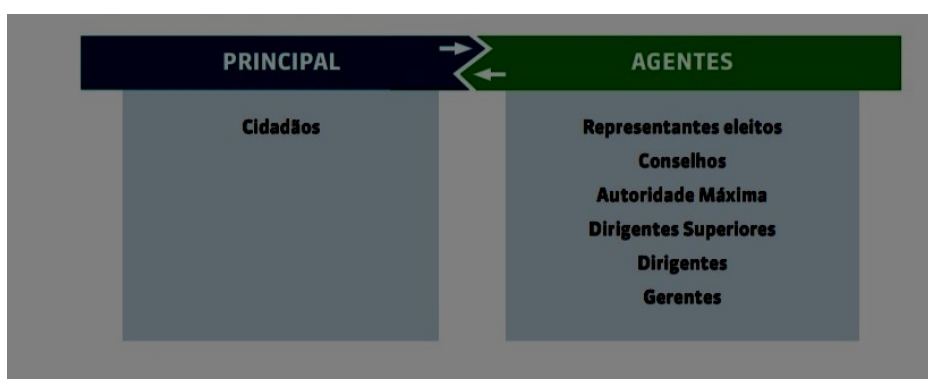 PRINCIPAL
AGENTES
Cidadãos
Representantes eleitos
Conselhos
Autoridade Máxima
Dirigentes Superiores
Dirigentes
Gerentes